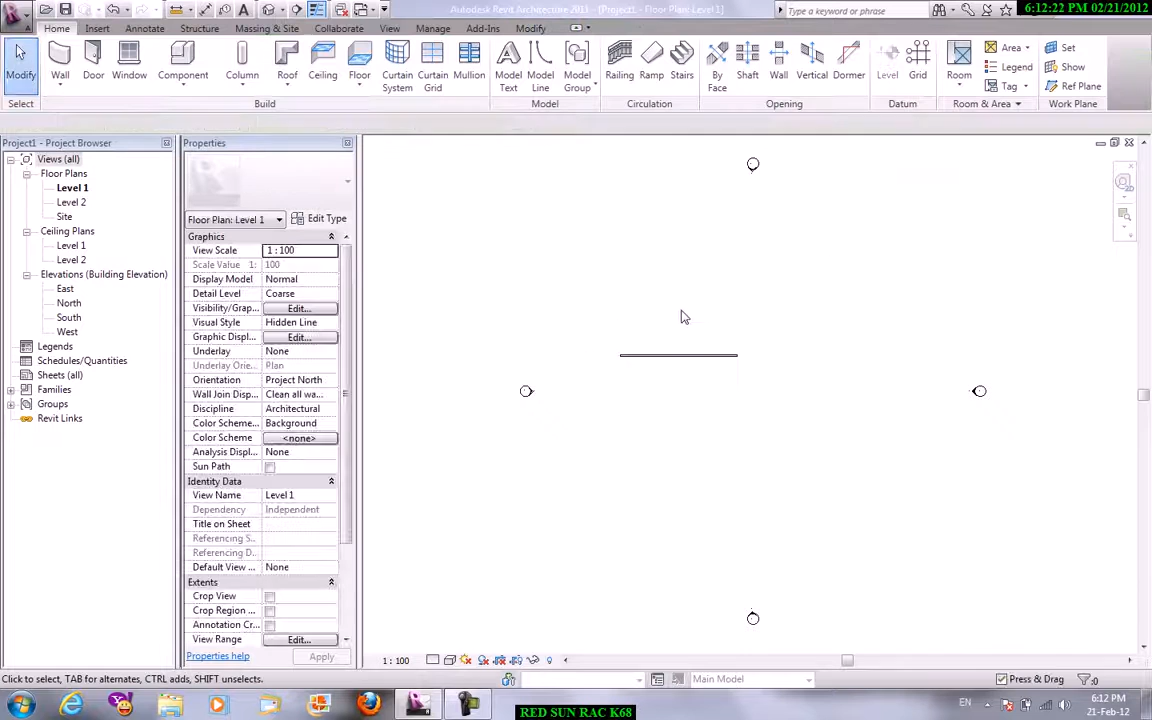 Autodesk Revit Architecture 2011 - [Project1 - Floor Plan: Level 1]
Type a keyword or phrase
6:12:22 PM 02/21/2012
Home Insert Annotate Structure Massing & Site Collaborate View Manage Add-Ins Modify
Modify Wall Door Window Component Column Roof Ceiling Floor Curtain System Curtain Grid Mullion Model Text Model Line Model Group Railing Ramp Stairs By Face Shaft Wall Vertical Dormer Level Grid Room Area Legend Tag Set Show Ref Plane
Select Build Model Circulation Opening Datum Room & Area Work Plane
Project1 - Project Browser
Views (all)
Floor Plans
Level 1
Level 2
Site
Ceiling Plans
Level 1
Level 2
Elevations (Building Elevation)
East
North
South
West
Legends
Schedules/Quantities
Sheets (all)
Families
Groups
Revit Links
Properties
Floor Plan: Level 1 Edit Type
Graphics
View Scale 1 : 100
Scale Value 1: 100
Display Model Normal
Detail Level Coarse
Visibility/Grap... Edit...
Visual Style Hidden Line
Graphic Displ... Edit...
Underlay None
Underlay Orie... Plan
Orientation Project North
Wall Join Disp... Clean all wa...
Discipline Architectural
Color Scheme... Background
Color Scheme <none>
Analysis Displ... None
Sun Path
Identity Data
View Name Level 1
Dependency Independent
Title on Sheet
Referencing S...
Referencing D...
Default View ... None
Extents
Crop View
Crop Region ...
Annotation Cr...
View Range Edit...
Properties help Apply
1 : 100
Click to select, TAB for alternates, CTRL adds, SHIFT unselects.
Main Model
Press & Drag
:0
EN
6:12 PM
21-Feb-12
RED SUN RAC K68